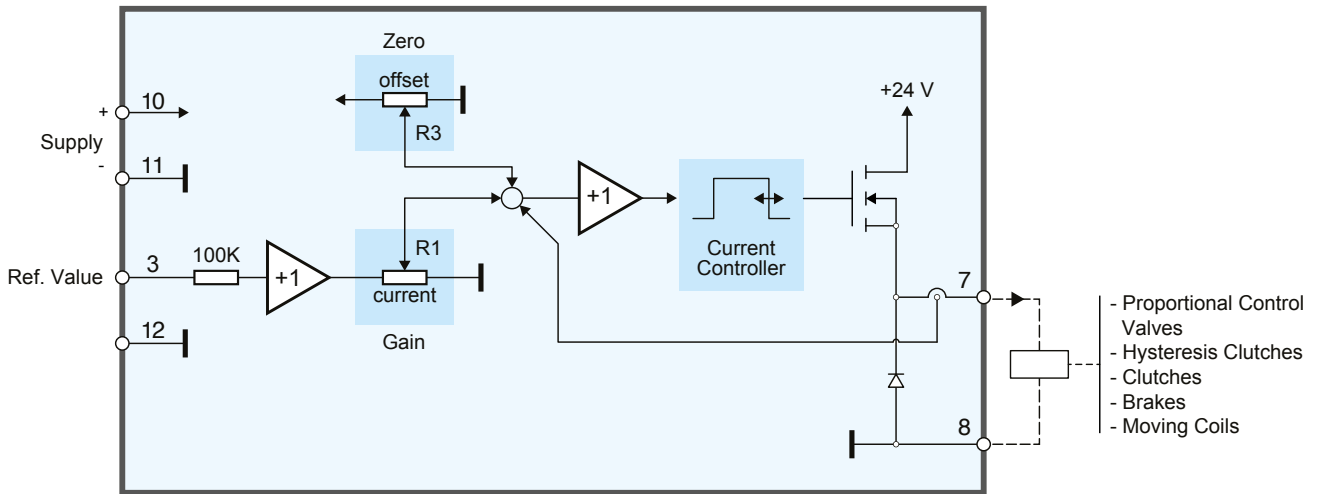 Zero
offset
R3
+ 10
Supply
- 11
+24 V
+1
R1
100K
Ref. Value 3
+1
current
Gain
12
Current
Controller
7
8
- Proportional Control
Valves
- Hysteresis Clutches
- Clutches
- Brakes
- Moving Coils